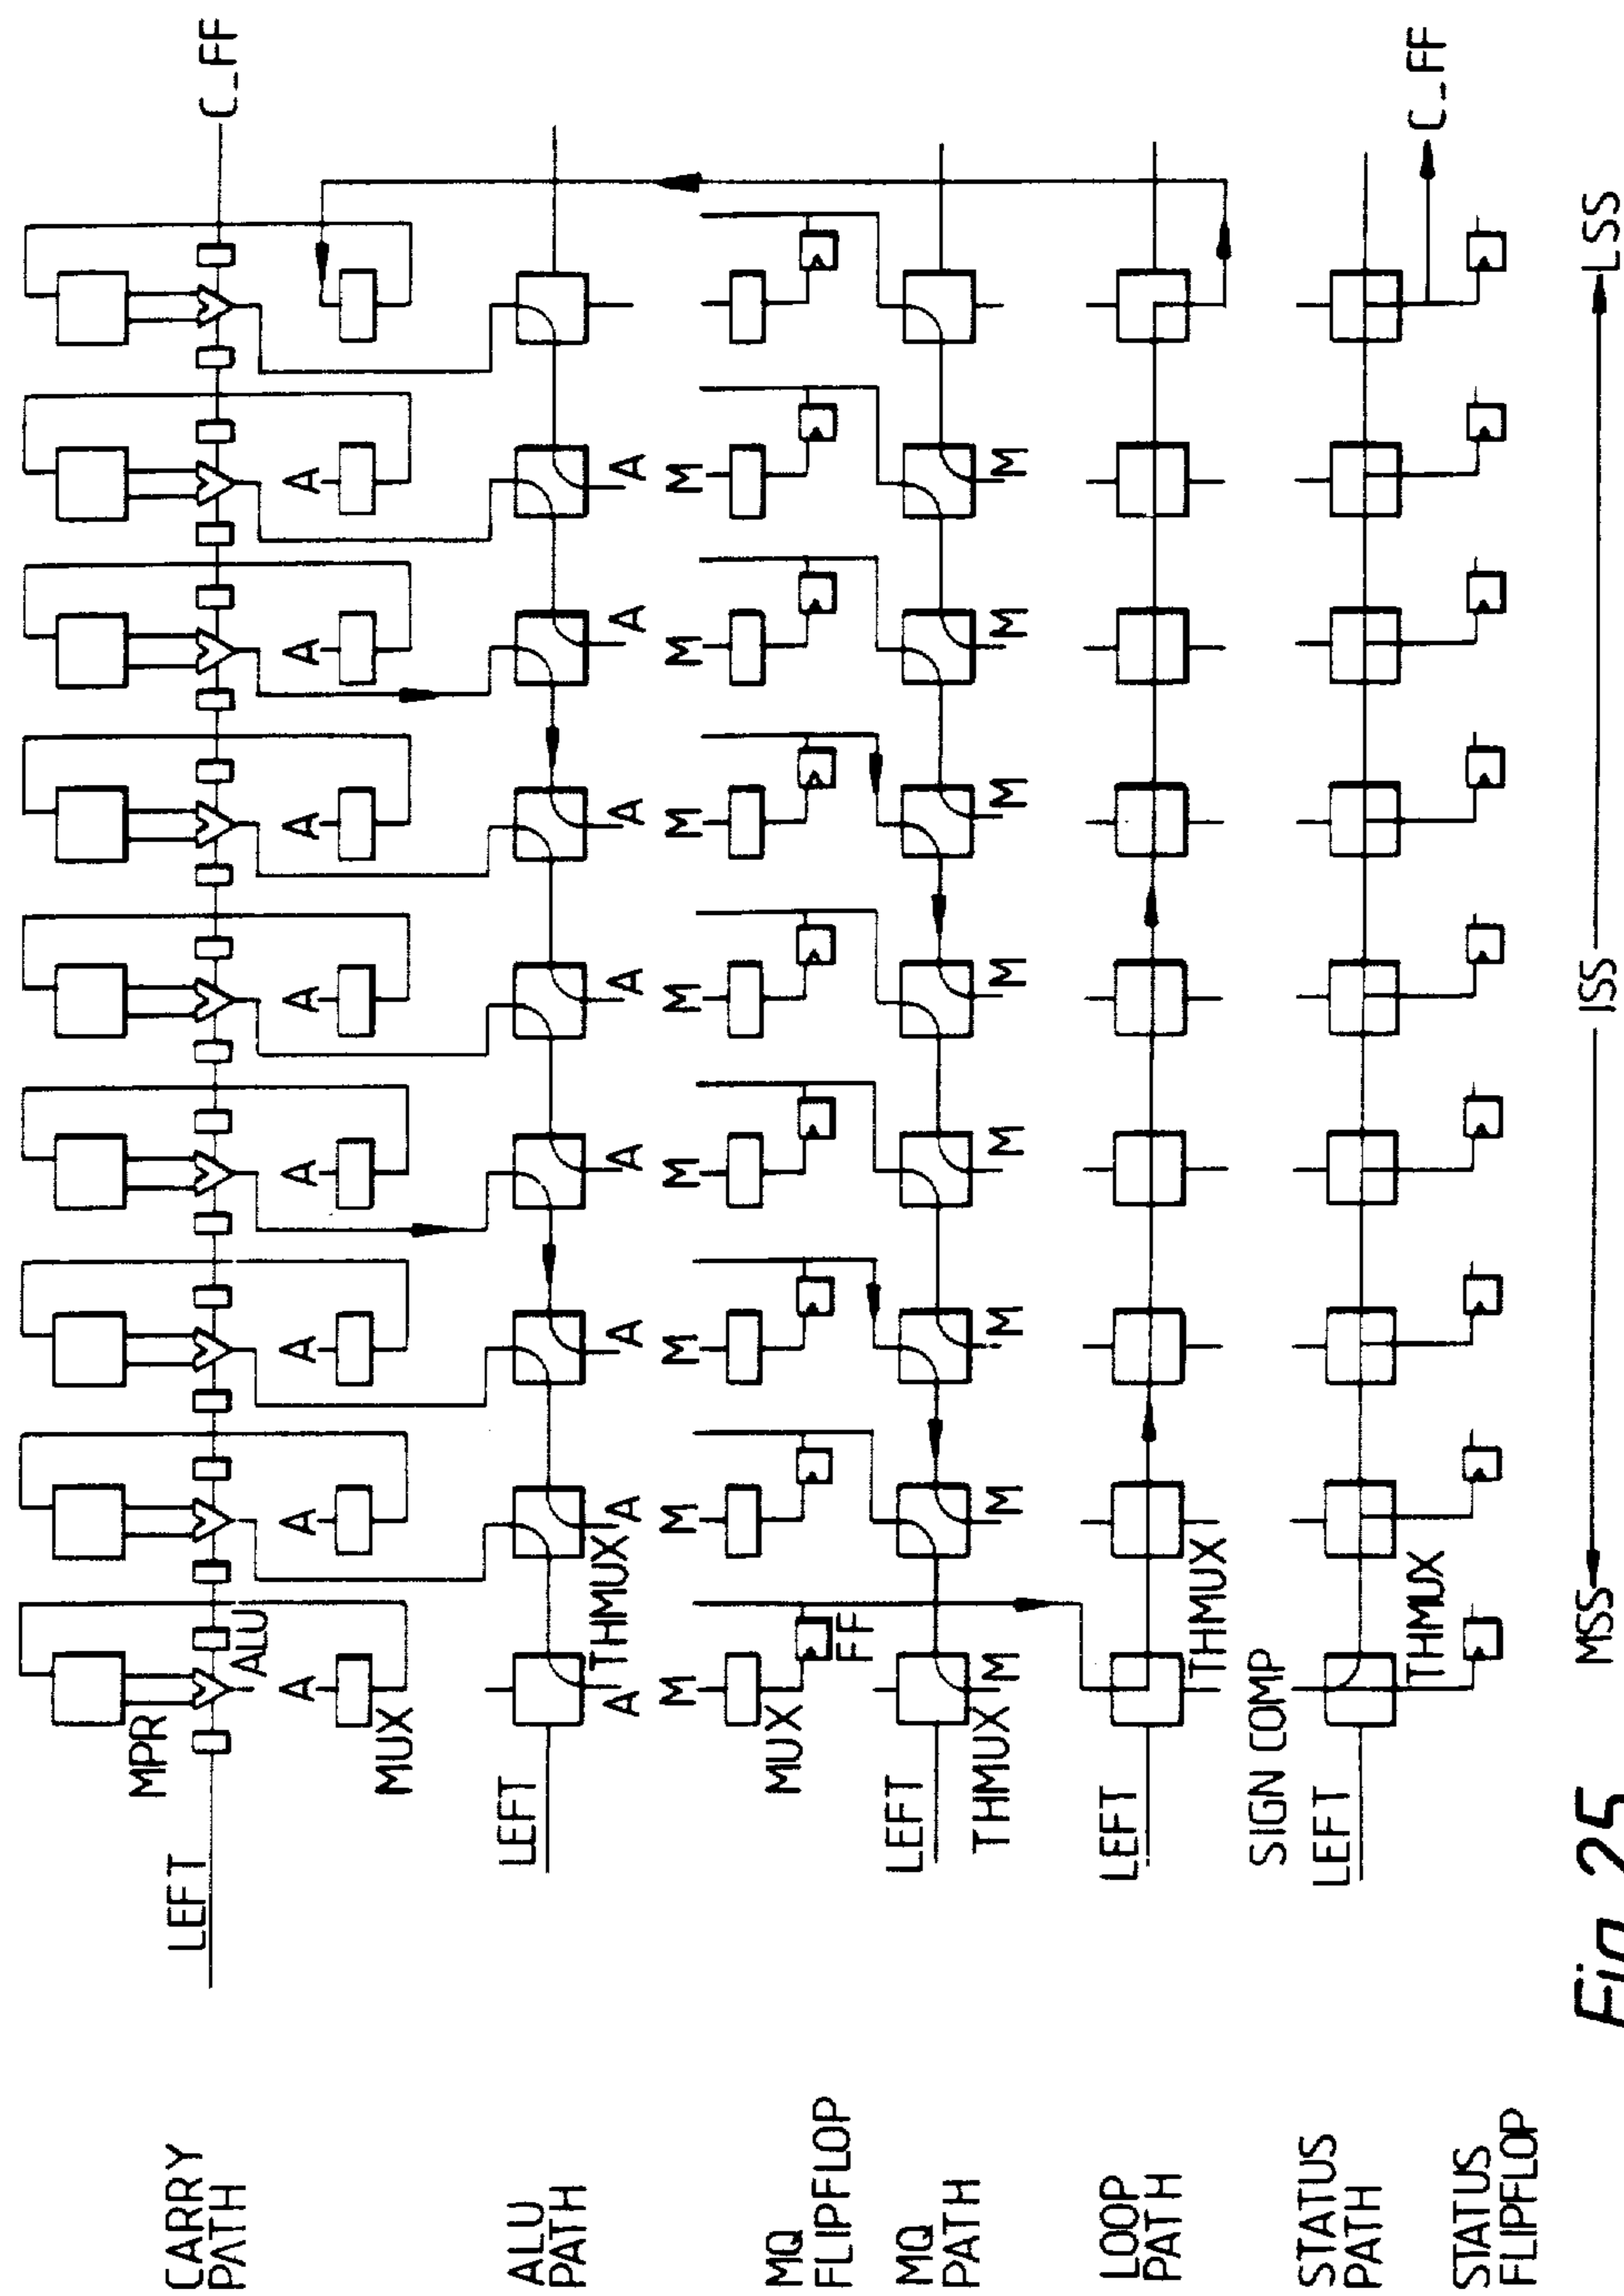 CARRY
PATH
LEFT
C_FF
MPR
ALU
A A A A A A A A
MUX
ALU
PATH
LEFT
A A A A A A A A
THMUX
MQ
FLIPFLOP
M M M M M M M M
MUX
FF
MQ
PATH
LEFT
M M M M M M M M
THMUX
LOOP
PATH
LEFT
THMUX
SIGN COMP
STATUS
PATH
LEFT
THMUX
C_FF
STATUS
FLIPFLOP
MSS ISS LSS
Fig. 25